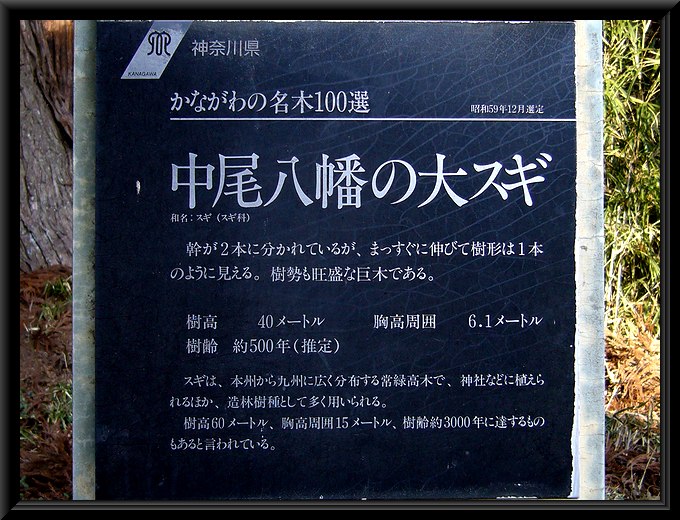 神奈川県
KANAGAWA
かながわの名木100選
昭和59年12月選定
中尾八幡の大スギ
和名：スギ（スギ科）
幹が2本に分かれているが、まっすぐに伸びて樹形は1本
のように見える。樹勢も旺盛な巨木である。
樹高 40メートル 胸高周囲 6.1メートル
樹齢 約500年（推定）
スギは、本州から九州に広く分布する常緑高木で、神社などに植えら
れるほか、造林樹種として多く用いられる。
樹高60メートル、胸高周囲15メートル、樹齢約3000年に達するもの
もあると言われている。